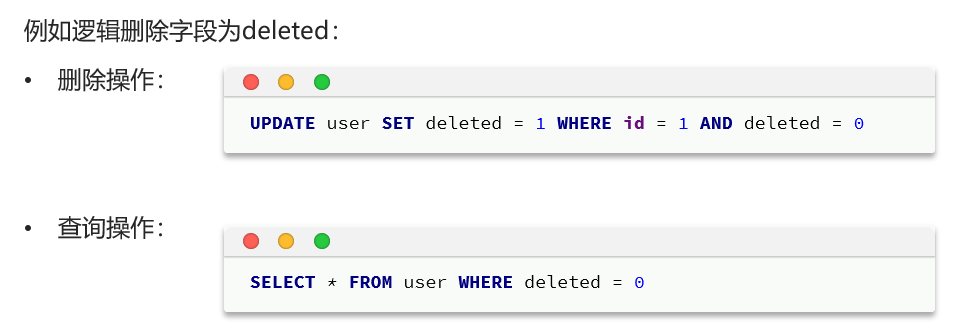 例如逻辑删除字段为deleted：
• 删除操作：
UPDATE user SET deleted = 1 WHERE id = 1 AND deleted = 0
• 查询操作：
SELECT * FROM user WHERE deleted = 0